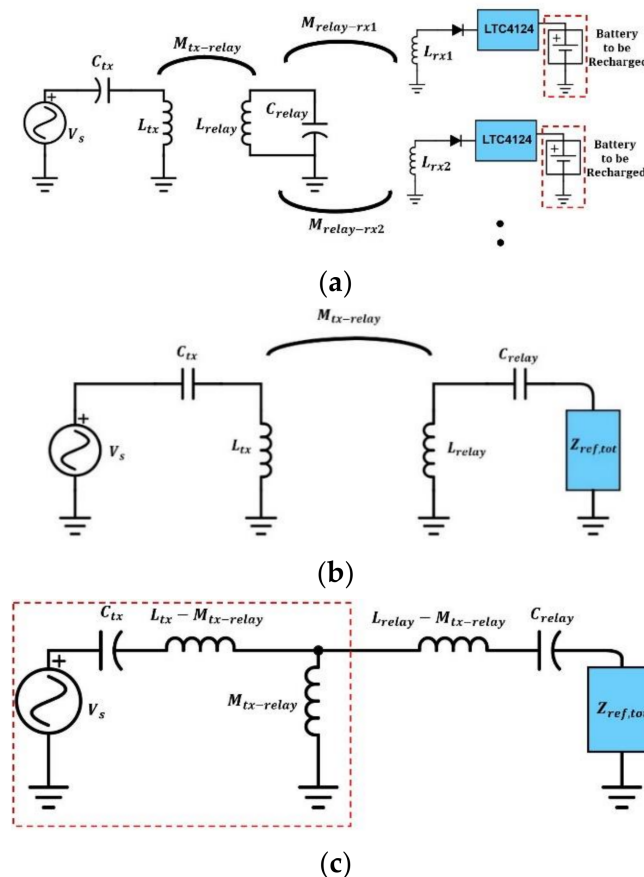 M_{tx-relay}
M_{relay-rx1}
C_{tx}
V_s
+
L_{tx}
L_{relay}
C_{relay}
L_{rx1}
LTC4124
+
Battery
to be
Recharged
L_{rx2}
LTC4124
+
Battery
to be
Recharged
M_{relay-rx2}
(a)
M_{tx-relay}
C_{tx}
C_{relay}
+
V_s
L_{tx}
L_{relay}
Z_{ref,tot}
(b)
C_{tx}
L_{tx} − M_{tx-relay}
L_{relay} − M_{tx-relay}
C_{relay}
+
V_s
M_{tx-relay}
Z_{ref,tot}
(c)